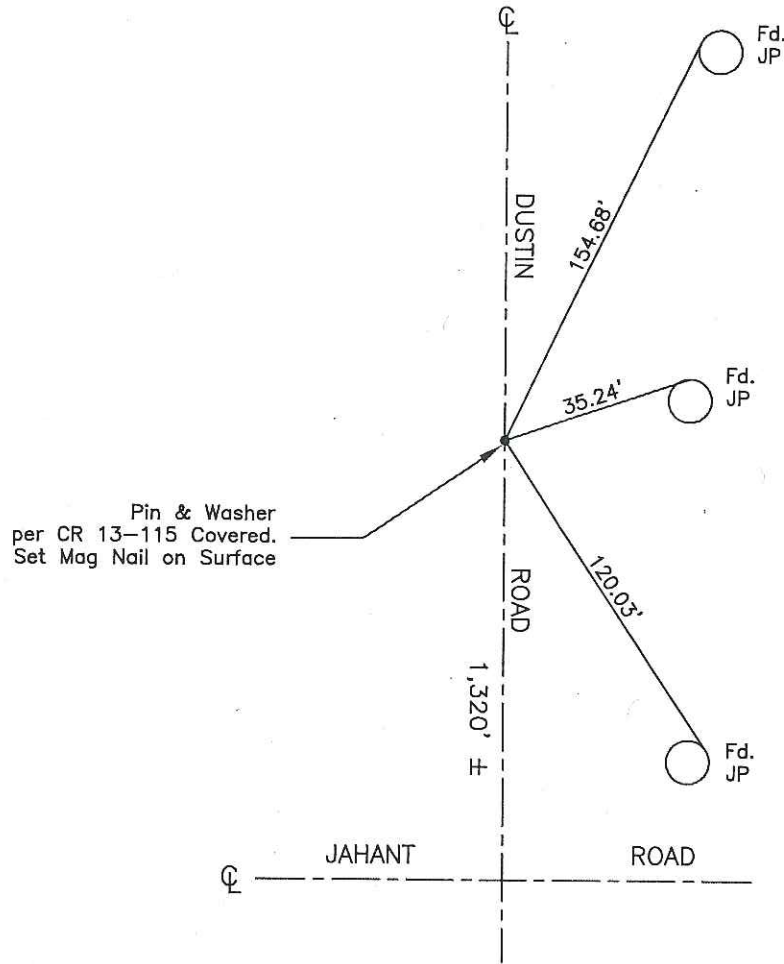 ℄
Fd.
JP
DUSTIN
154.68'
Fd.
JP
35.24'
Pin & Washer
per CR 13-115 Covered.
Set Mag Nail on Surface
120.03'
ROAD
1,320' ±
Fd.
JP
JAHANT ROAD
℄